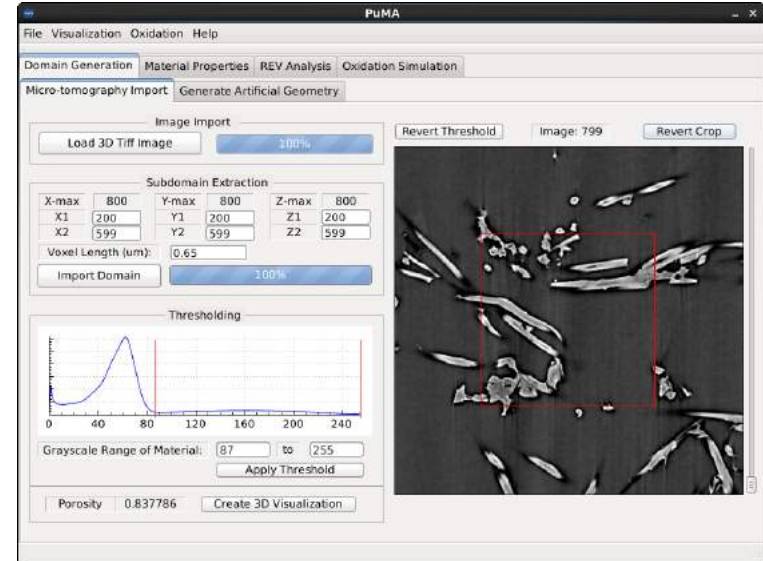 PuMA
File Visualization Oxidation Help
Domain Generation Material Properties REV Analysis Oxidation Simulation
Micro-tomography Import Generate Artificial Geometry
Image Import
Load 3D Tiff Image 100%
Subdomain Extraction
X-max 800 Y-max 800 Z-max 800
X1 200 Y1 200 Z1 200
X2 599 Y2 599 Z2 599
Voxel Length (um): 0.65
Import Domain 100%
Thresholding
0 40 80 120 160 200 240
Grayscale Range of Material: 87 to 255
Apply Threshold
Porosity 0.837786 Create 3D Visualization
Revert Threshold Image: 799 Revert Crop